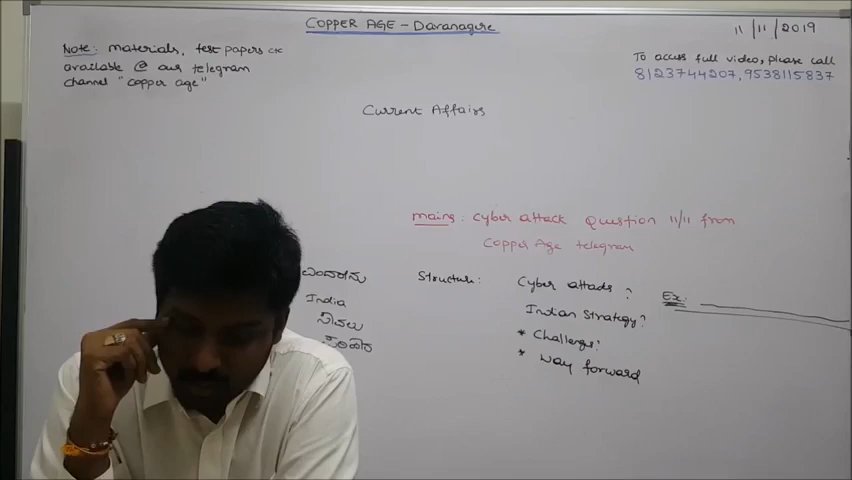 COPPER AGE - Davanagere
11/11/2019
Note: materials, test papers etc
available @ our telegram
channel "copper age"
To access full video, please call
8123744207, 9538115837
Current Affairs
mains: Cyber attack Question 11/11 from
Copper Age telegram
Structure: Cyber attacks?
Ex:
India
Indian Strategy?
* Challenges?
* Way forward